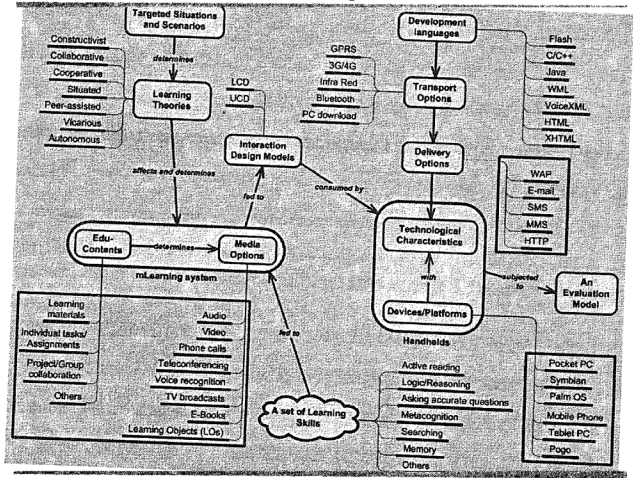 Targeted Situations
and Scenarios
determines
Constructivist
Collaborative
Cooperative
Situated
Peer-assisted
Vicarious
Autonomous
Learning
Theories
affects and determines
LCD
UCD
Interaction
Design Models
fed to
consumed by
Development
languages
Flash
C/C++
Java
WML
VoiceXML
HTML
XHTML
GPRS
3G/4G
Infra Red
Bluetooth
PC download
Transport
Options
Delivery
Options
WAP
E-mail
SMS
MMS
HTTP
Technological
Characteristics
with
Devices/Platforms
Handhelds
subjected
to
An
Evaluation
Model
Edu-
Contents
determines
Media
Options
mLearning system
fed to
Learning
materials
Individual tasks/
Assignments
Project/Group
collaboration
Others
Audio
Video
Phone calls
Teleconferencing
Voice recognition
TV broadcasts
E-Books
Learning Objects (LOs)
A set of Learning
Skills
Active reading
Logic/Reasoning
Asking accurate questions
Metacognition
Searching
Memory
Others
Pocket PC
Symbian
Palm OS
Mobile Phone
Tablet PC
Pogo